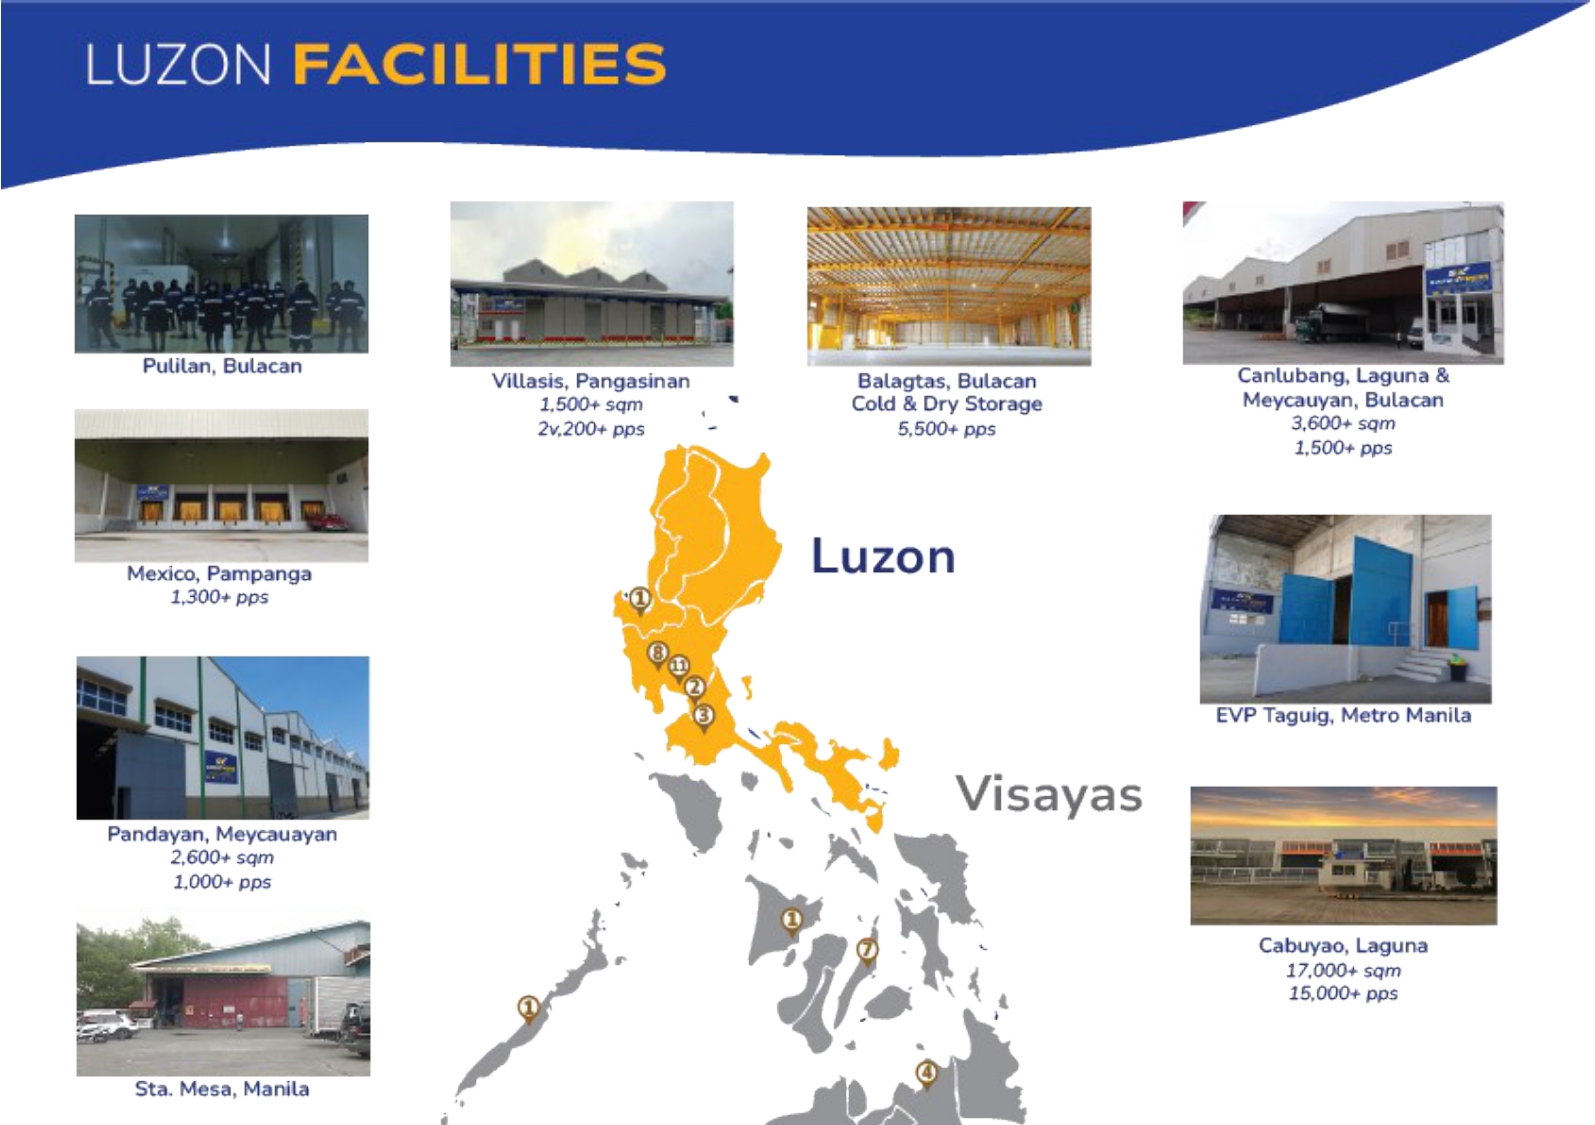 LUZON FACILITIES
Pulilan, Bulacan
Villasis, Pangasinan
1,500+ sqm
2v,200+ pps
Balagtas, Bulacan
Cold & Dry Storage
5,500+ pps
Canlubang, Laguna &
Meycauyan, Bulacan
3,600+ sqm
1,500+ pps
Mexico, Pampanga
1,300+ pps
Luzon
1
8
11
2
3
EVP Taguig, Metro Manila
Pandayan, Meycauayan
2,600+ sqm
1,000+ pps
Visayas
1
7
1
4
Cabuyao, Laguna
17,000+ sqm
15,000+ pps
Sta. Mesa, Manila